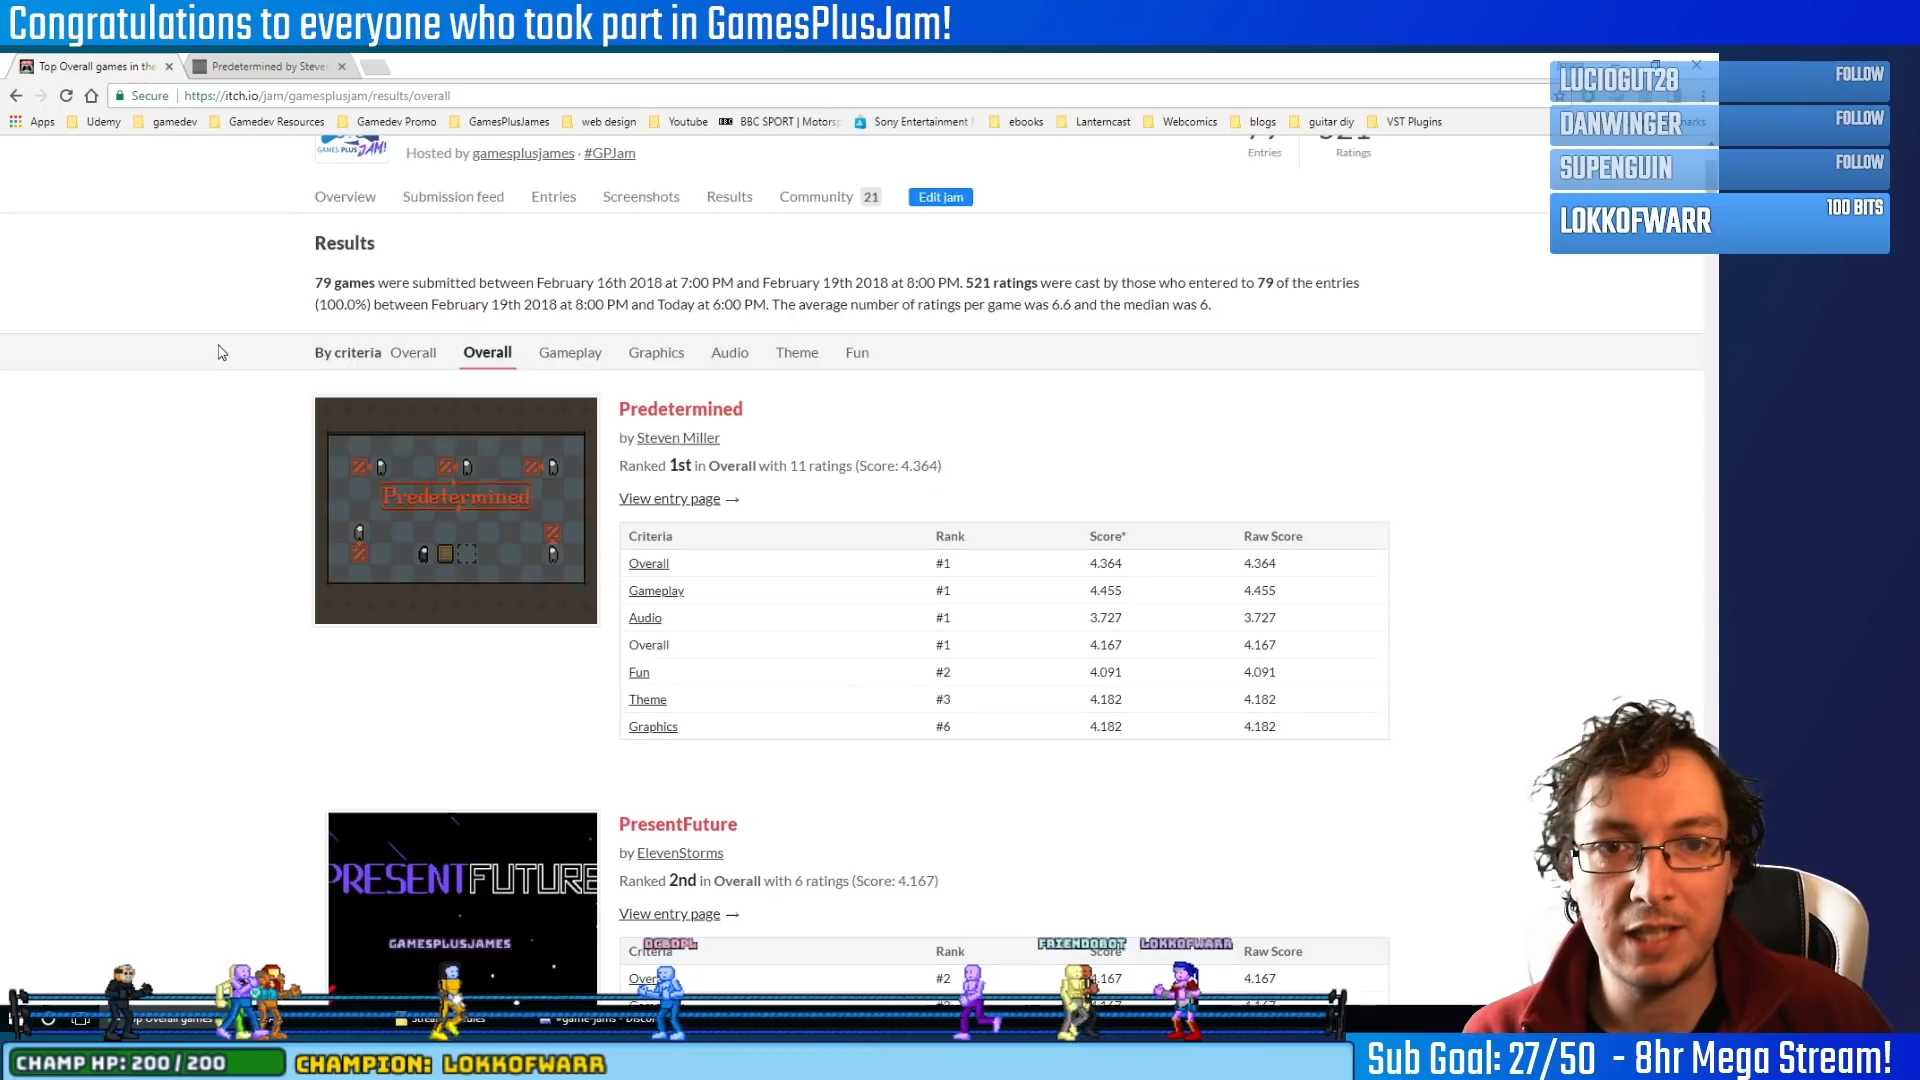 Congratulations to everyone who took part in GamesPlusJam!
Top Overall games in the
Predetermined by Steve
Secure
https://itch.io/jam/gamesplusjam/results/overall
Apps
Udemy
gamedev
Gamedev Resources
Gamedev Promo
GamesPlusJames
web design
Youtube
BBC SPORT | Motors
Sony Entertainment
ebooks
Lanterncast
Webcomics
blogs
guitar diy
VST Plugins
LUCIOGUT28 FOLLOW
DANWINGER FOLLOW
SUPENGUIN FOLLOW
LOKKOFWARR 100 BITS
GAMES PLUS JAM!
Hosted by gamesplusjames · #GPJam
Entries
Ratings
Overview Submission feed Entries Screenshots Results Community 21 Edit jam
Results
79 games were submitted between February 16th 2018 at 7:00 PM and February 19th 2018 at 8:00 PM. 521 ratings were cast by those who entered to 79 of the entries
(100.0%) between February 19th 2018 at 8:00 PM and Today at 6:00 PM. The average number of ratings per game was 6.6 and the median was 6.
By criteria Overall Overall Gameplay Graphics Audio Theme Fun
Predetermined
Predetermined
by Steven Miller
Ranked 1st in Overall with 11 ratings (Score: 4.364)
View entry page →
Criteria Rank Score* Raw Score
Overall #1 4.364 4.364
Gameplay #1 4.455 4.455
Audio #1 3.727 3.727
Overall #1 4.167 4.167
Fun #2 4.091 4.091
Theme #3 4.182 4.182
Graphics #6 4.182 4.182
PRESENTFUTURE
GAMESPLUSJAMES
PresentFuture
by ElevenStorms
Ranked 2nd in Overall with 6 ratings (Score: 4.167)
View entry page →
FRIENDOBOT LOKKOFWARR
Criteria Rank Score Raw Score
#2 4.167 4.167
CHAMP HP: 200/200
CHAMPION: LOKKOFWARR
Sub Goal: 27/50 - 8hr Mega Stream!